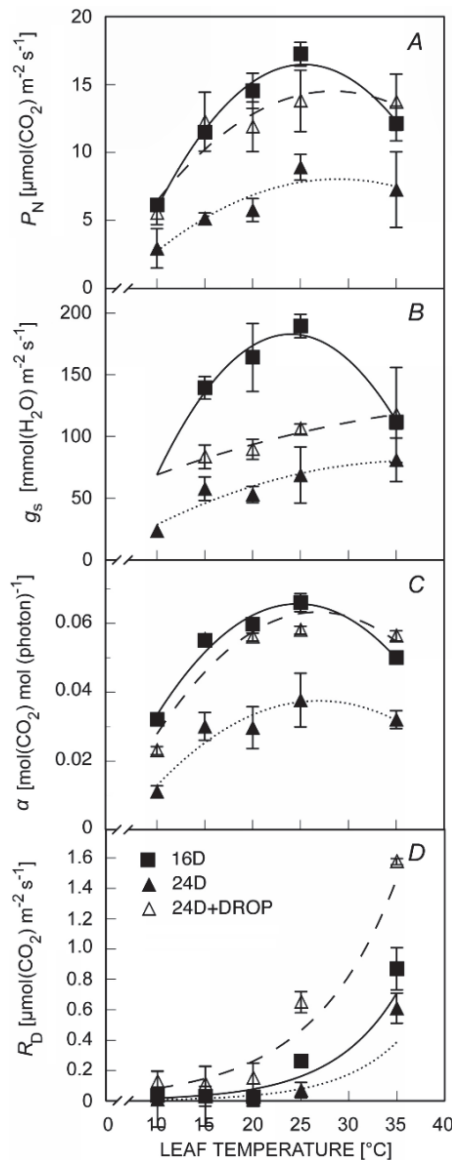 20
A
15
10
5
0
P_N [µmol(CO₂) m⁻² s⁻¹]
200
B
150
100
50
0
g_s [mmol(H₂O) m⁻² s⁻¹]
C
0.06
0.04
0.02
0
α [mol(CO₂) mol (photon)⁻¹]
1.6
D
16D
1.4
24D
1.2
24D+DROP
1.0
0.8
0.6
0.4
0.2
0
R_D [µmol(CO₂) m⁻² s⁻¹]
0 10 15 20 25 30 35 40
LEAF TEMPERATURE [°C]